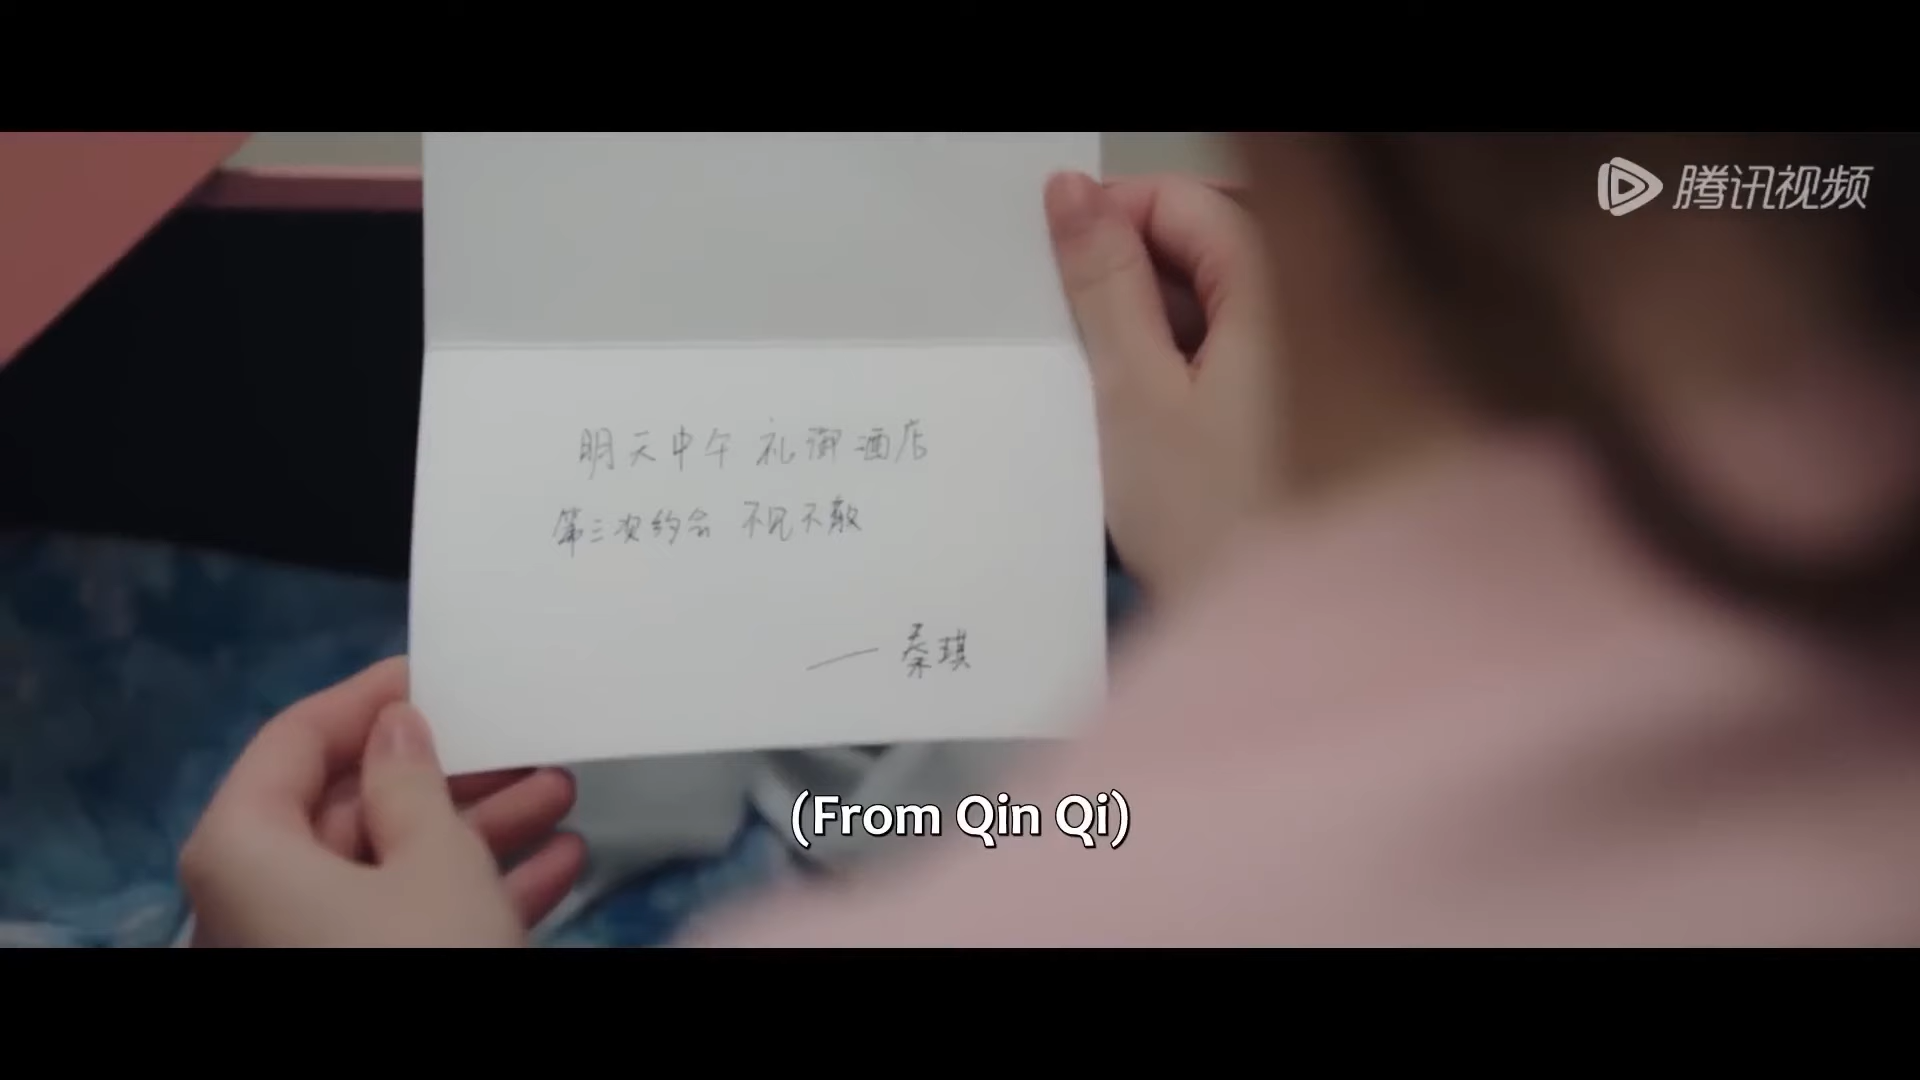 腾讯视频
明天中午 礼御酒店
第三次约会 不见不散
——秦琪
(From Qin Qi)